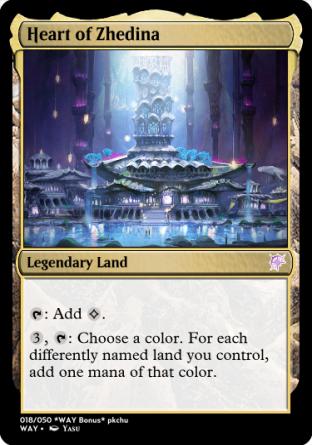 Heart of Zhedina
Legendary Land
: Add .
3, : Choose a color. For each
differently named land you control,
add one mana of that color.
018/050 *WAY Bonus* pkchu
WAY • Yasu